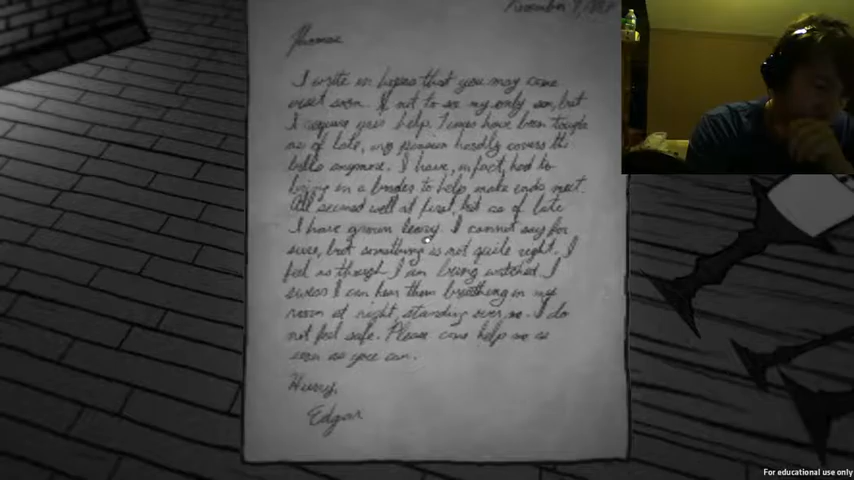 Thomas
I write in hopes that you may come
visit soon. If not to see my only son, but
I require your help. Times have been tough
as of late, my pension hardly covers the
bills anymore. I have, in fact, had to
bring in a boarder to help make ends meet.
All seemed well at first, but as of late
I have grown leary. I cannot say for
sure, but something is not quite right. I
feel as though I am being watched. I
swear I can hear them breathing in my
room at night, standing over me. I do
not feel safe. Please come help me as
soon as you can.
Hurry,
Edgar
For educational use only